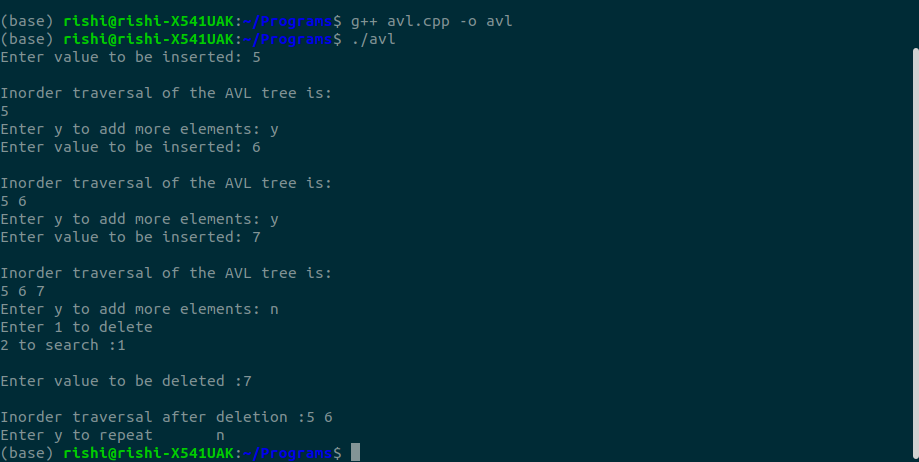 (base) rishi@rishi-X541UAK:~/Programs$ g++ avl.cpp -o avl
(base) rishi@rishi-X541UAK:~/Programs$ ./avl
Enter value to be inserted: 5
Inorder traversal of the AVL tree is:
5
Enter y to add more elements: y
Enter value to be inserted: 6
Inorder traversal of the AVL tree is:
5 6
Enter y to add more elements: y
Enter value to be inserted: 7
Inorder traversal of the AVL tree is:
5 6 7
Enter y to add more elements: n
Enter 1 to delete
2 to search :1
Enter value to be deleted :7
Inorder traversal after deletion :5 6
Enter y to repeat       n
(base) rishi@rishi-X541UAK:~/Programs$